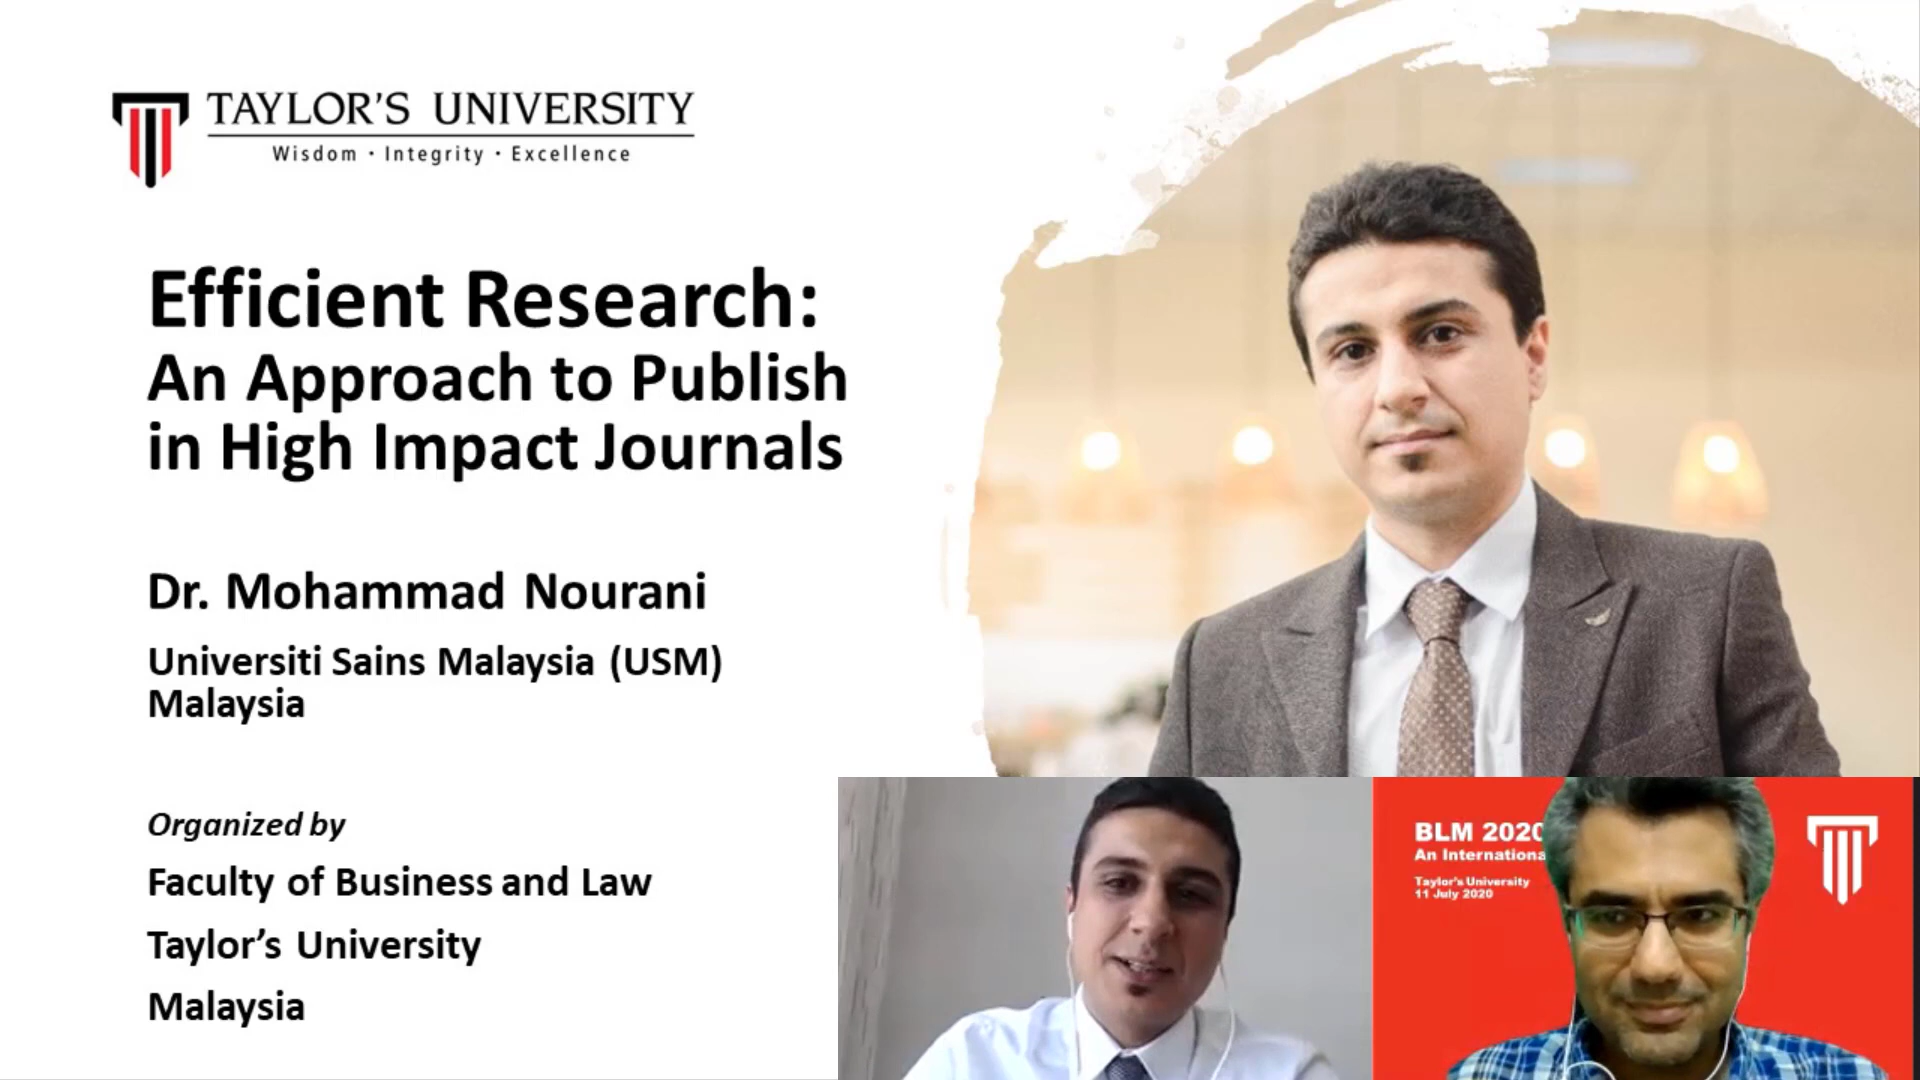 TAYLOR'S UNIVERSITY
Wisdom · Integrity · Excellence
Efficient Research:
An Approach to Publish
in High Impact Journals
Dr. Mohammad Nourani
Universiti Sains Malaysia (USM)
Malaysia
Organized by
Faculty of Business and Law
Taylor’s University
Malaysia
BLM 2020
An Internationa
Taylor's University
11 July 2020